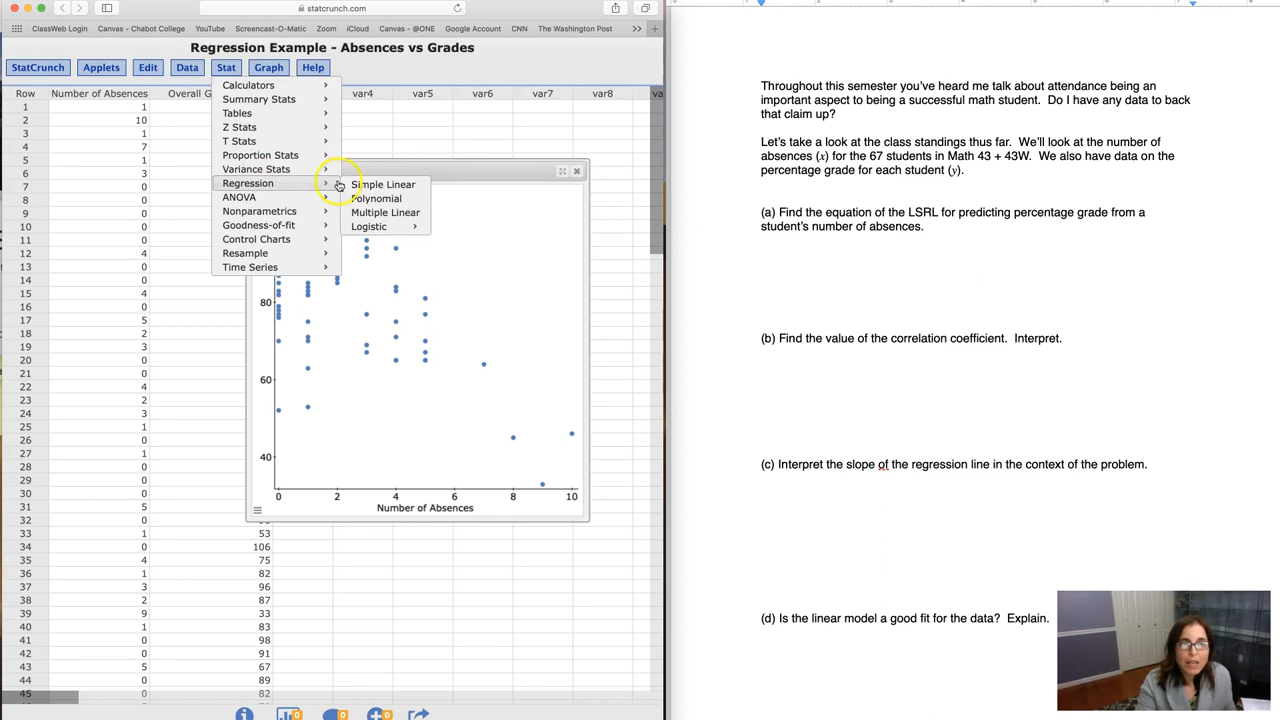 statcrunch.com
ClassWeb Login Canvas - Chabot College YouTube Screencast-O-Matic Zoom iCloud Canvas - @ONE Google Account CNN The Washington Post
Regression Example - Absences vs Grades
StatCrunch Applets Edit Data Stat Graph Help
Row Number of Absences Overall G var4 var5 var6 var7 var8 va
1 1
2 10
3 1
4 7
5 1
6 3
7 0
8 0
9 0
10 0
11 0
12 4
13 0
14 0
15 4
16 0
17 5
18 2
19 3
20 0
21 0
22 4
23 2
24 3
25 1
26 0
27 1
28 0
29 0
30 0
31 5
32 0
33 1 53
34 0 106
35 4 75
36 1 82
37 3 96
38 2 87
39 9 33
40 1 83
41 0 98
42 0 91
43 5 67
44 0 89
45 0 82
Calculators
Summary Stats
Tables
Z Stats
T Stats
Proportion Stats
Variance Stats
Regression
ANOVA
Nonparametrics
Goodness-of-fit
Control Charts
Resample
Time Series
Simple Linear
Polynomial
Multiple Linear
Logistic
80
60
40
0 2 4 6 8 10
Number of Absences
0 0 0
Throughout this semester you've heard me talk about attendance being an
important aspect to being a successful math student. Do I have any data to back
that claim up?
Let's take a look at the class standings thus far. We'll look at the number of
absences (x) for the 67 students in Math 43 + 43W. We also have data on the
percentage grade for each student (y).
(a) Find the equation of the LSRL for predicting percentage grade from a
student's number of absences.
(b) Find the value of the correlation coefficient. Interpret.
(c) Interpret the slope of the regression line in the context of the problem.
(d) Is the linear model a good fit for the data? Explain.